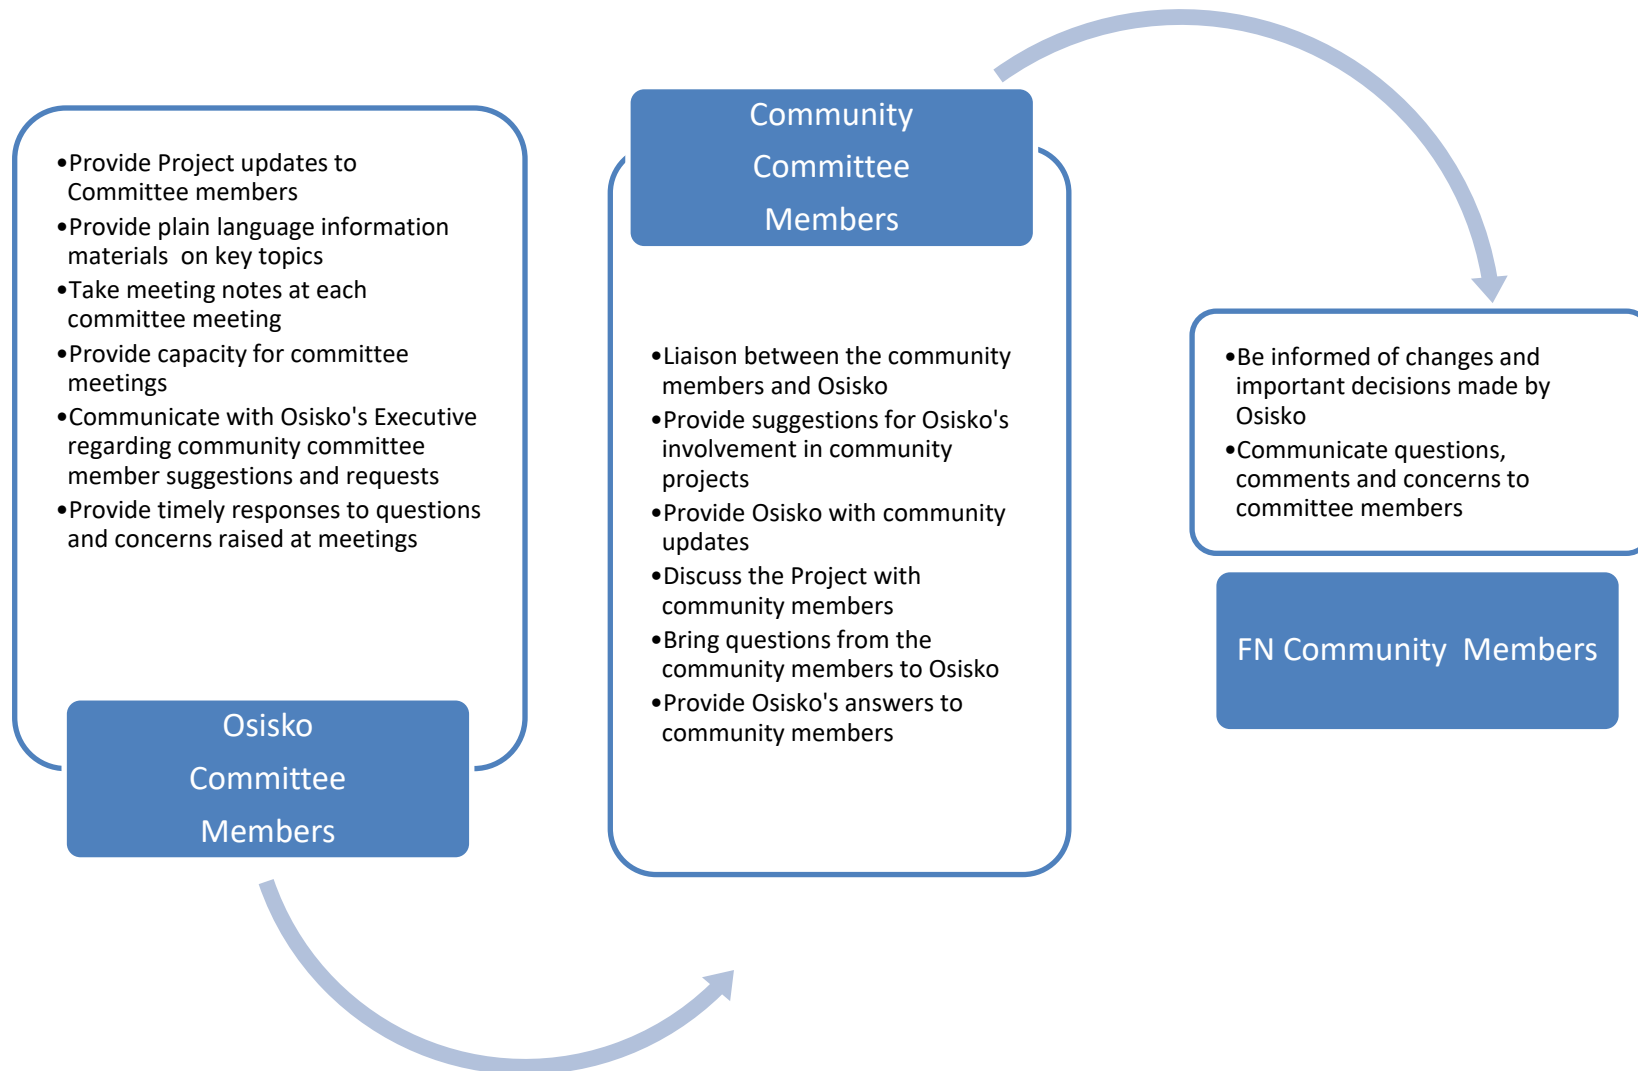 •Provide Project updates to
Committee members
•Provide plain language information
materials  on key topics
•Take meeting notes at each
committee meeting
•Provide capacity for committee
meetings
•Communicate with Osisko's Executive
regarding community committee
member suggestions and requests
•Provide timely responses to questions
and concerns raised at meetings
Osisko
Committee
Members
Community
Committee
Members
•Liaison between the community
members and Osisko
•Provide suggestions for Osisko's
involvement in community
projects
•Provide Osisko with community
updates
•Discuss the Project with
community members
•Bring questions from the
community members to Osisko
•Provide Osisko's answers to
community members
•Be informed of changes and
important decisions made by
Osisko
•Communicate questions,
comments and concerns to
committee members
FN Community  Members